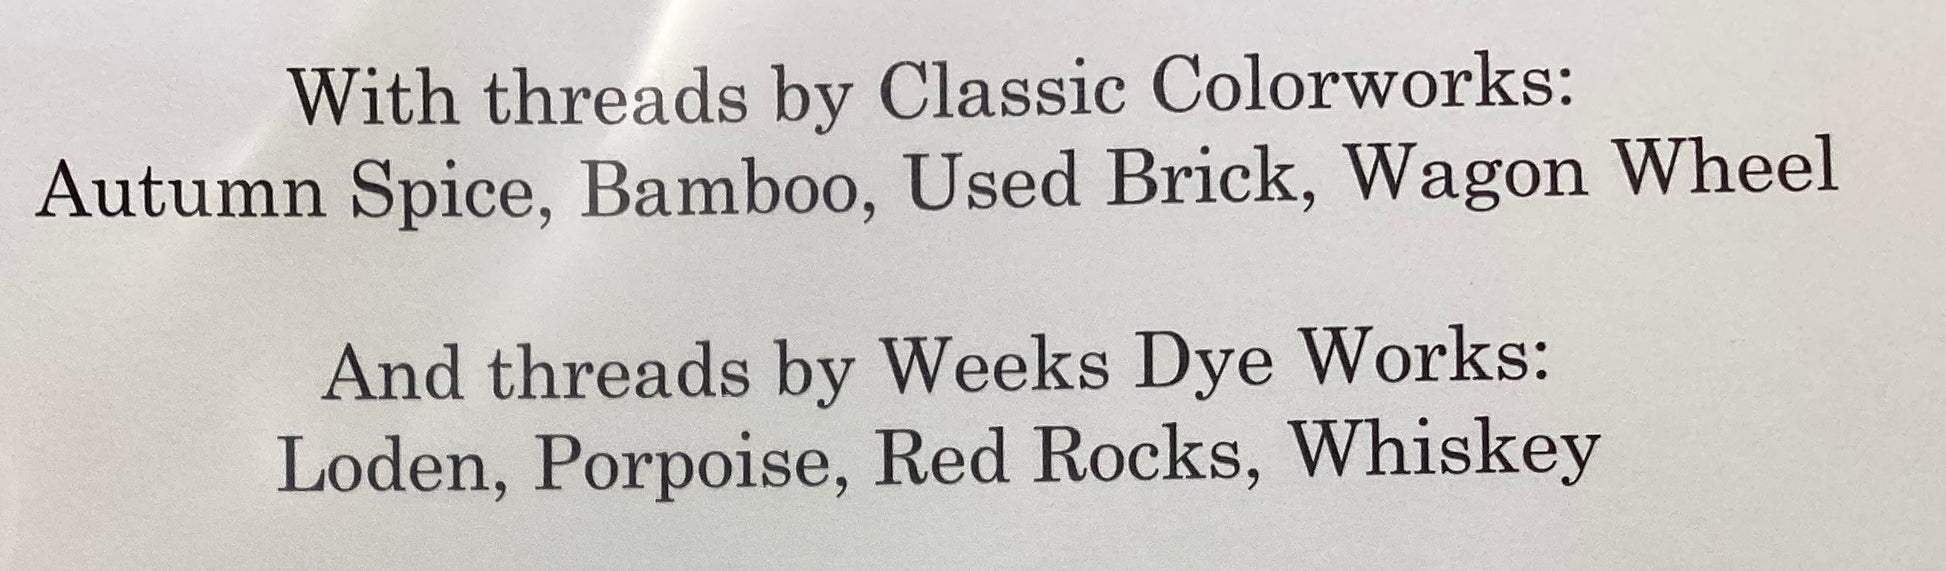 With threads by Classic Colorworks:
Autumn Spice, Bamboo, Used Brick, Wagon Wheel
And threads by Weeks Dye Works:
Loden, Porpoise, Red Rocks, Whiskey